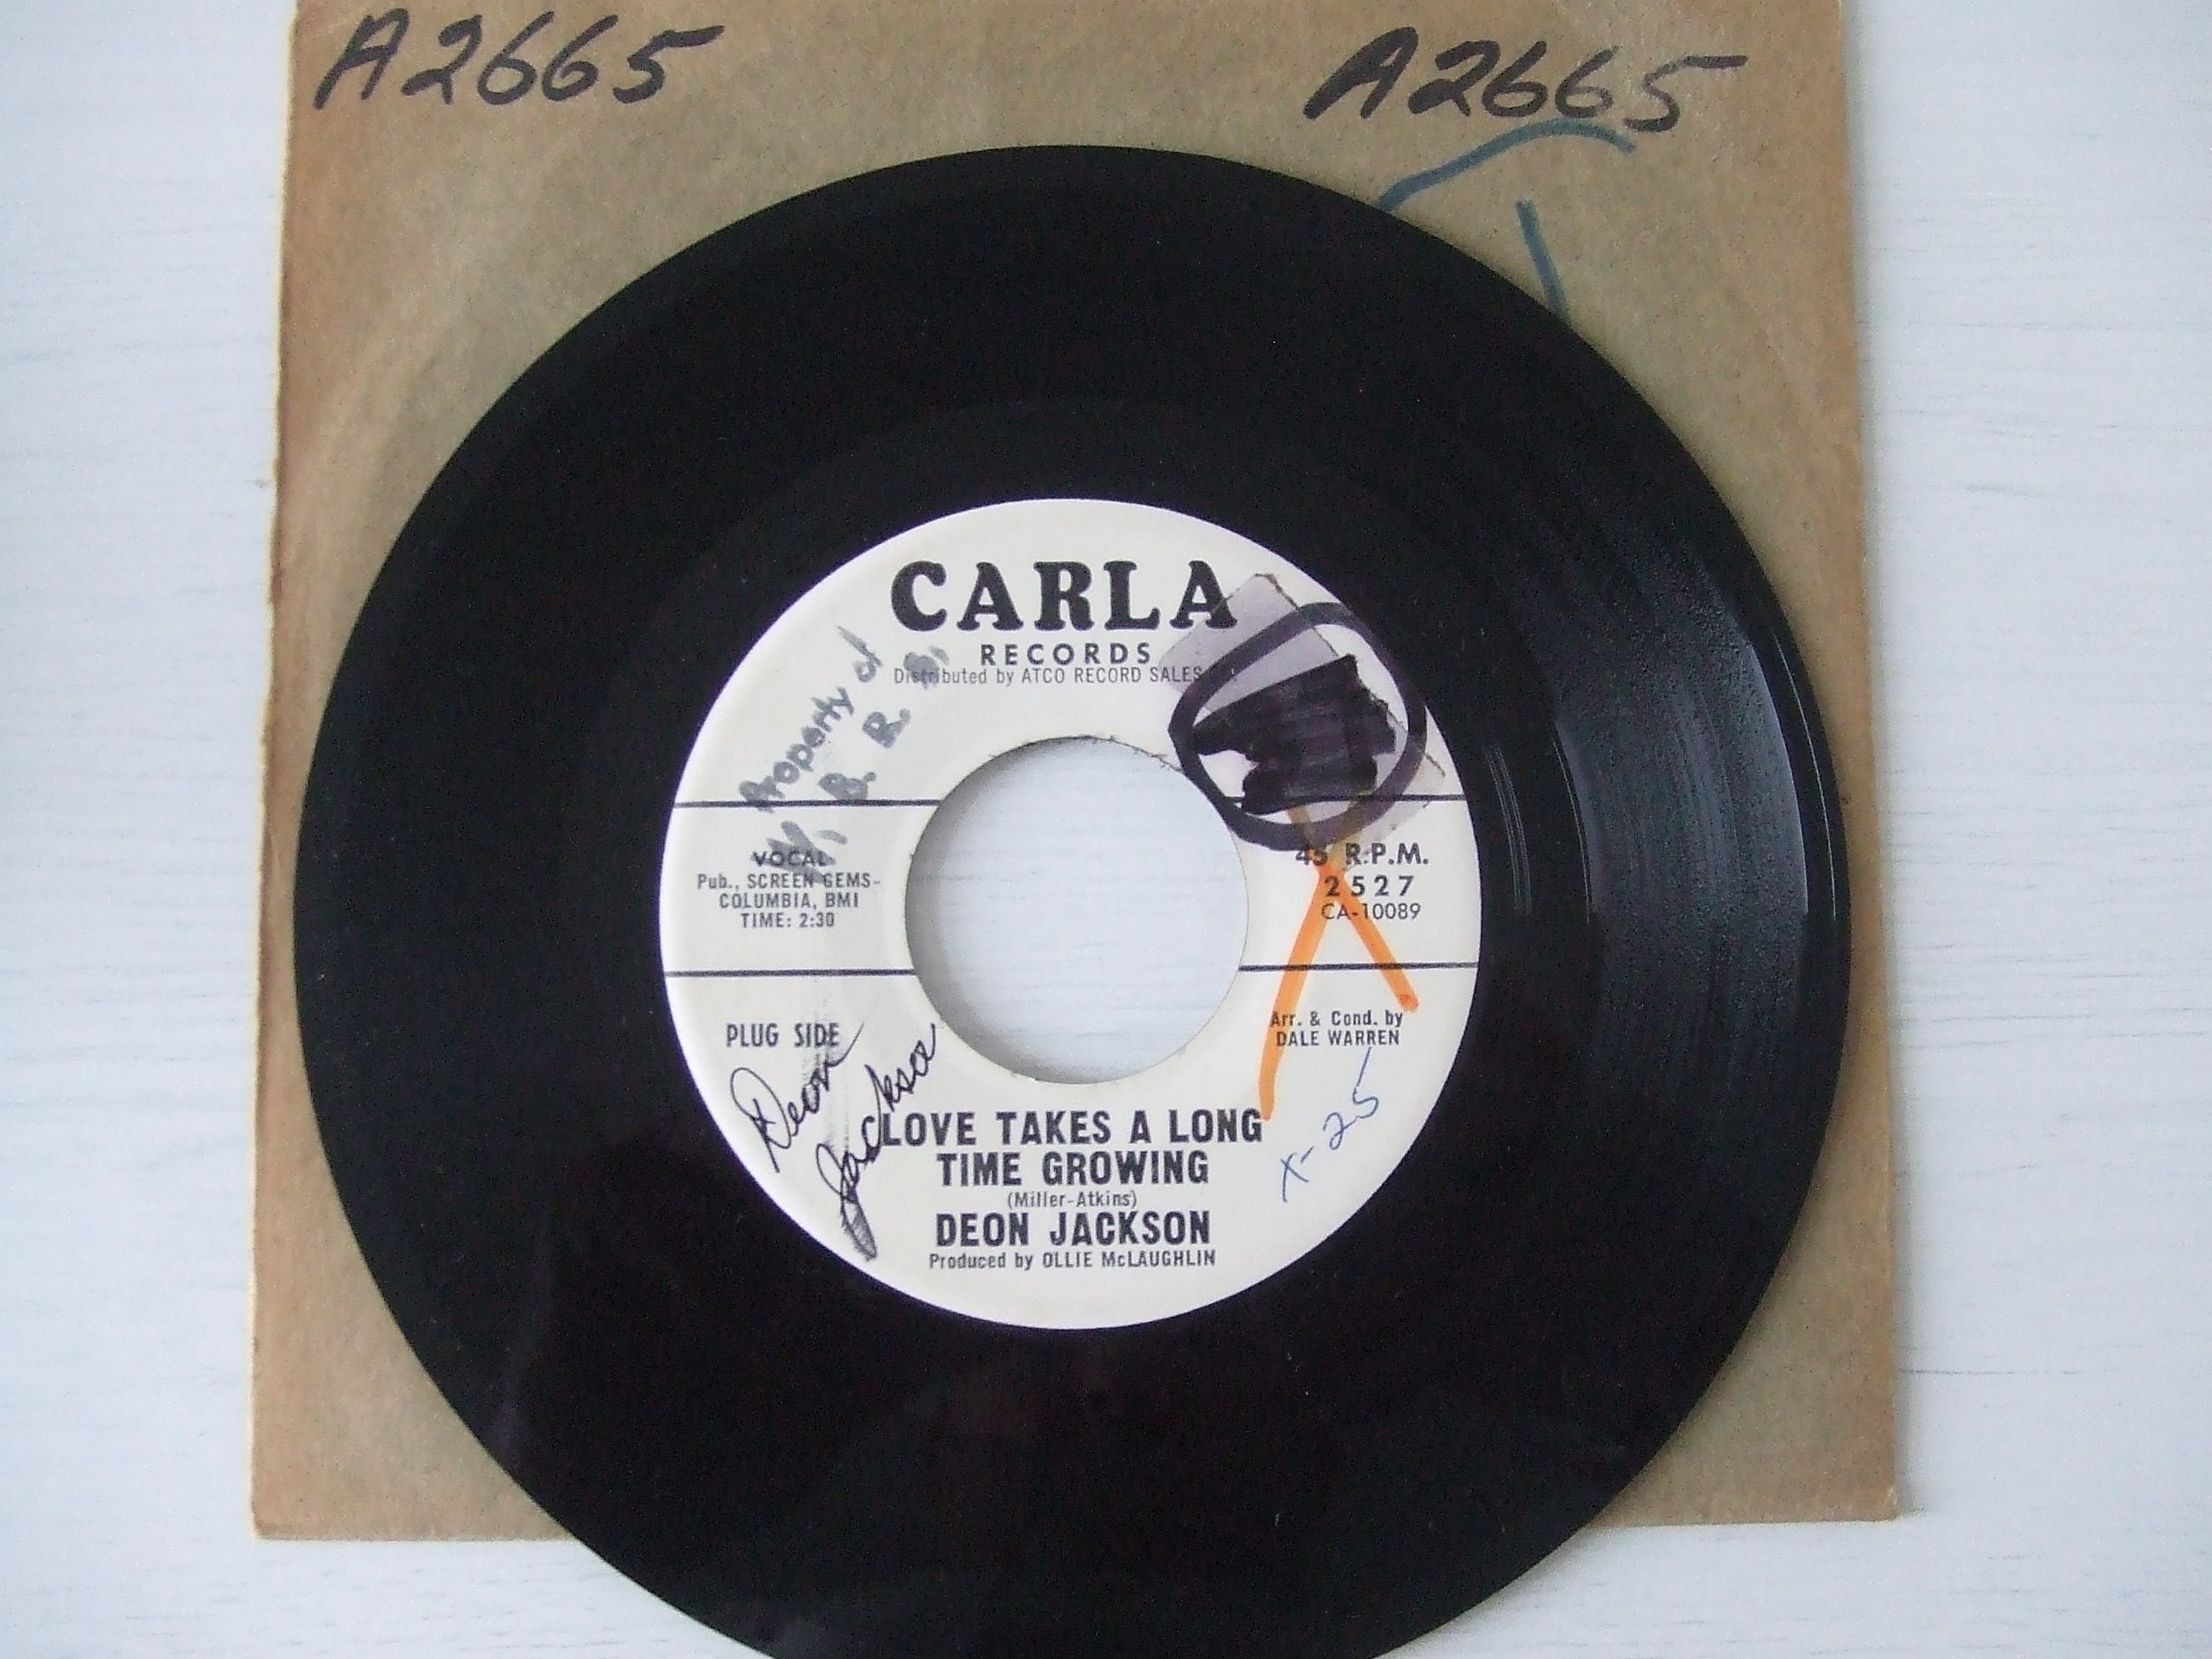 A2665 A2665
CARLA
RECORDS
Distributed by ATCO RECORD SALES
Property of
B. R. B.
VOCAL
Pub., SCREEN GEMS-
COLUMBIA, BMI
TIME: 2:30
45 R.P.M.
2527
CA-10089
PLUG SIDE
Arr. & Cond. by
DALE WARREN
Deon
Jackson
X-25
LOVE TAKES A LONG
TIME GROWING
(Miller-Atkins)
DEON JACKSON
Produced by OLLIE McLAUGHLIN